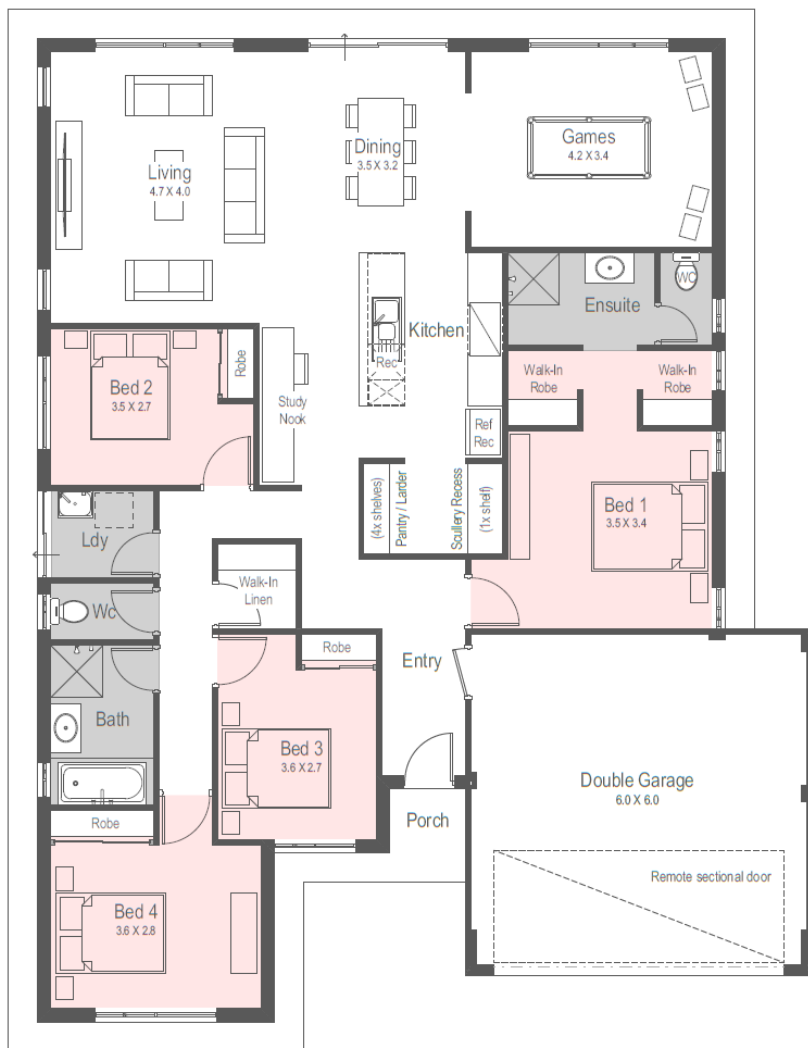 Living
4.7 X 4.0
Dining
3.5 X 3.2
Games
4.2 X 3.4
WC
Ensuite
Kitchen
Rec
Ref
Rec
Walk-In
Robe
Walk-In
Robe
Bed 2
3.5 X 2.7
Robe
Study
Nook
(4x shelves)
Pantry / Larder
Scullery Recess
(1x shelf)
Bed 1
3.5 X 3.4
Ldy
Wc
Walk-In
Linen
Bath
Robe
Entry
Bed 3
3.6 X 2.7
Porch
Double Garage
6.0 X 6.0
Remote sectional door
Robe
Bed 4
3.6 X 2.8